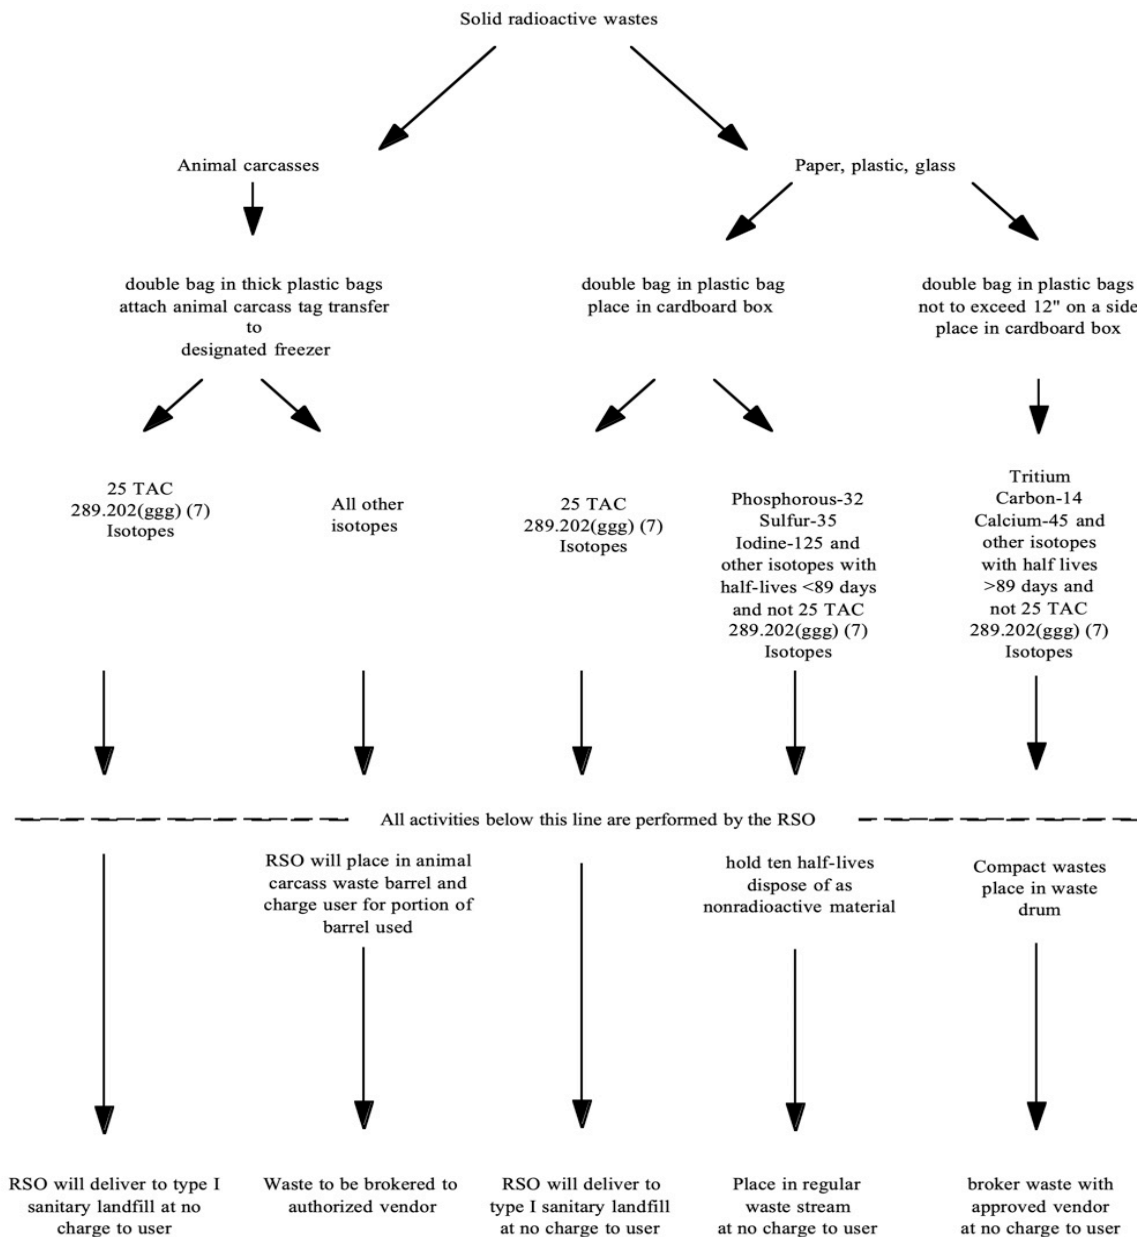 Solid radioactive wastes
Animal carcasses
Paper, plastic, glass
double bag in thick plastic bags
attach animal carcass tag transfer
to
designated freezer
double bag in plastic bag
place in cardboard box
double bag in plastic bags
not to exceed 12" on a side
place in cardboard box
25 TAC
289.202(ggg) (7)
Isotopes
All other
isotopes
25 TAC
289.202(ggg) (7)
Isotopes
Phosphorous-32
Sulfur-35
Iodine-125 and
other isotopes with
half-lives <89 days
and not 25 TAC
289.202(ggg) (7)
Isotopes
Tritium
Carbon-14
Calcium-45 and
other isotopes
with half lives
>89 days and
not 25 TAC
289.202(ggg) (7)
Isotopes
All activities below this line are performed by the RSO
RSO will place in animal
carcass waste barrel and
charge user for portion of
barrel used
hold ten half-lives
dispose of as
nonradioactive material
Compact wastes
place in waste
drum
RSO will deliver to type I
sanitary landfill at no
charge to user
Waste to be brokered to
authorized vendor
RSO will deliver to
type I sanitary landfill
at no charge to user
Place in regular
waste stream
at no charge to user
broker waste with
approved vendor
at no charge to user